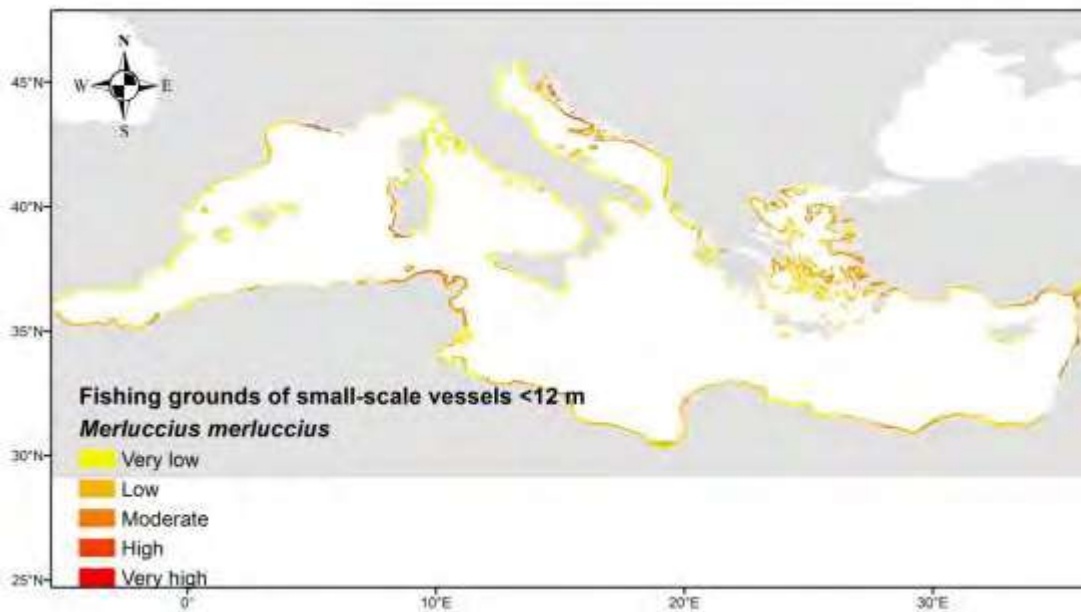 N
W E
S
45°N
40°N
35°N
30°N
25°N
Fishing grounds of small-scale vessels <12 m
Merluccius merluccius
Very low
Low
Moderate
High
Very high
0° 10°E 20°E 30°E